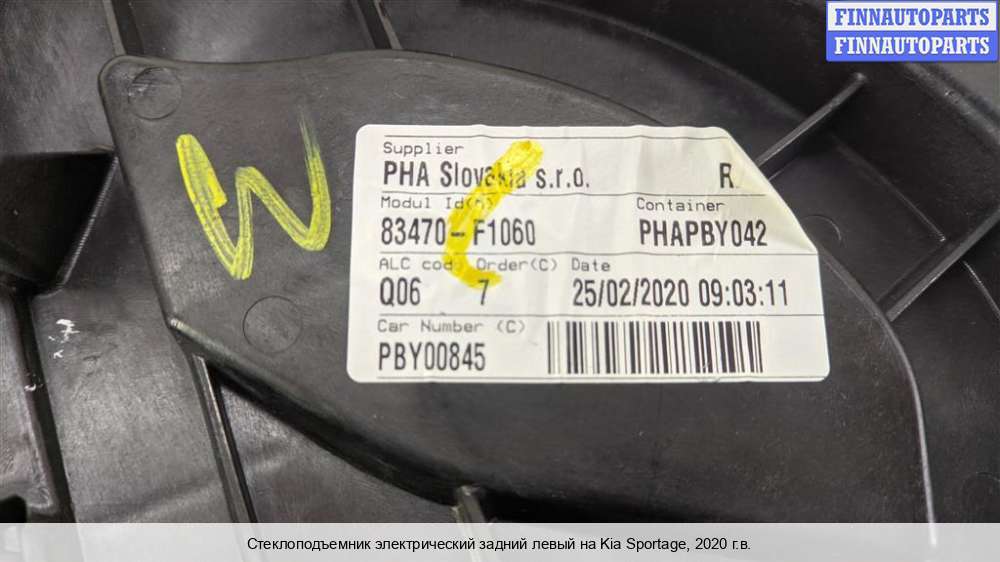 FINNAUTOPARTS
FINNAUTOPARTS
W C
Supplier
PHA Slovakia s.r.o. R
Modul Id(n) Container
83470-F1060 PHAPBY042
ALC code Order(C) Date
Q06 7 25/02/2020 09:03:11
Car Number (C)
PBY00845
Стеклоподъемник электрический задний левый на Kia Sportage, 2020 г.в.